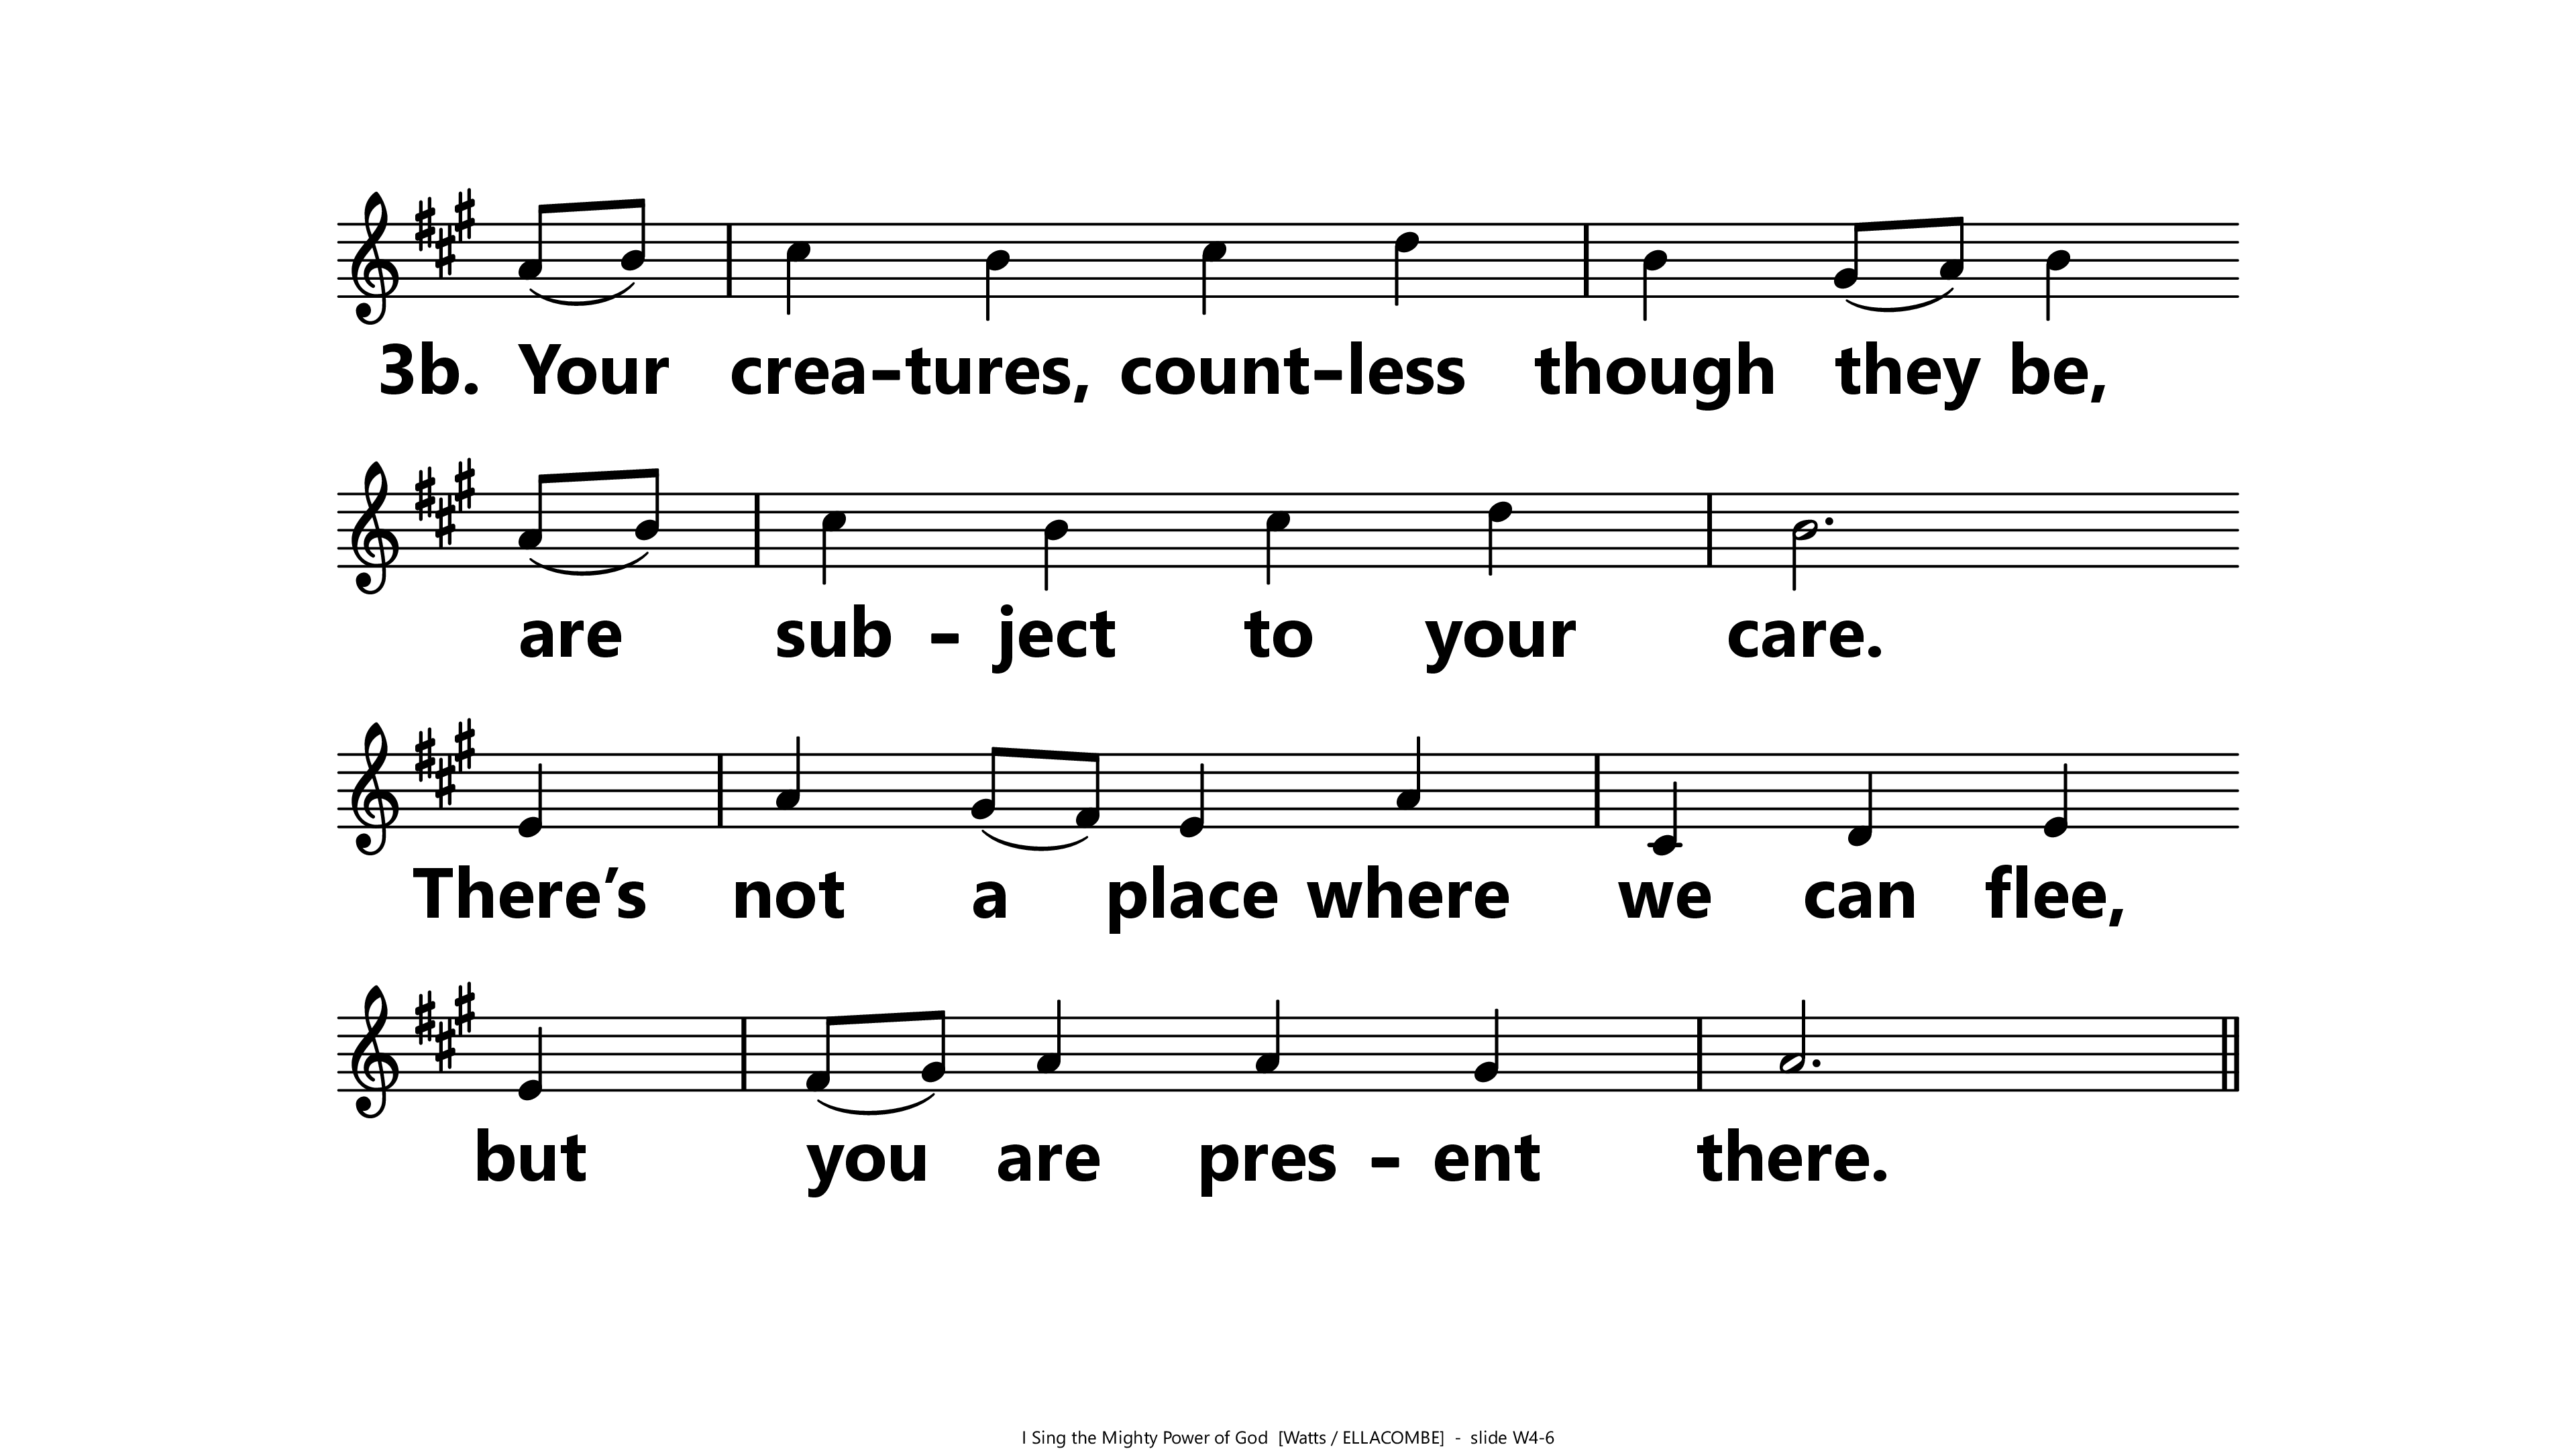 3b. Your crea-tures, count-less though they be,
are sub - ject to your care.
There’s not a place where we can flee,
but you are pres - ent there.
I Sing the Mighty Power of God [Watts / ELLACOMBE] - slide W4-6